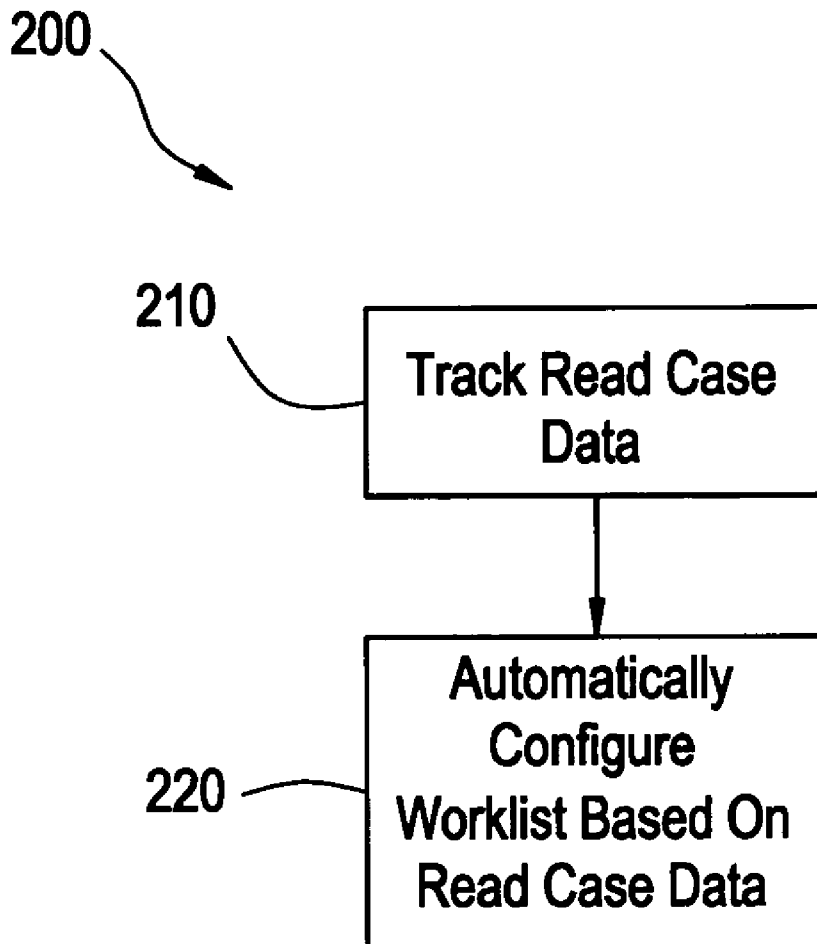 200
210
Track Read Case
Data
220
Automatically
Configure
Worklist Based On
Read Case Data